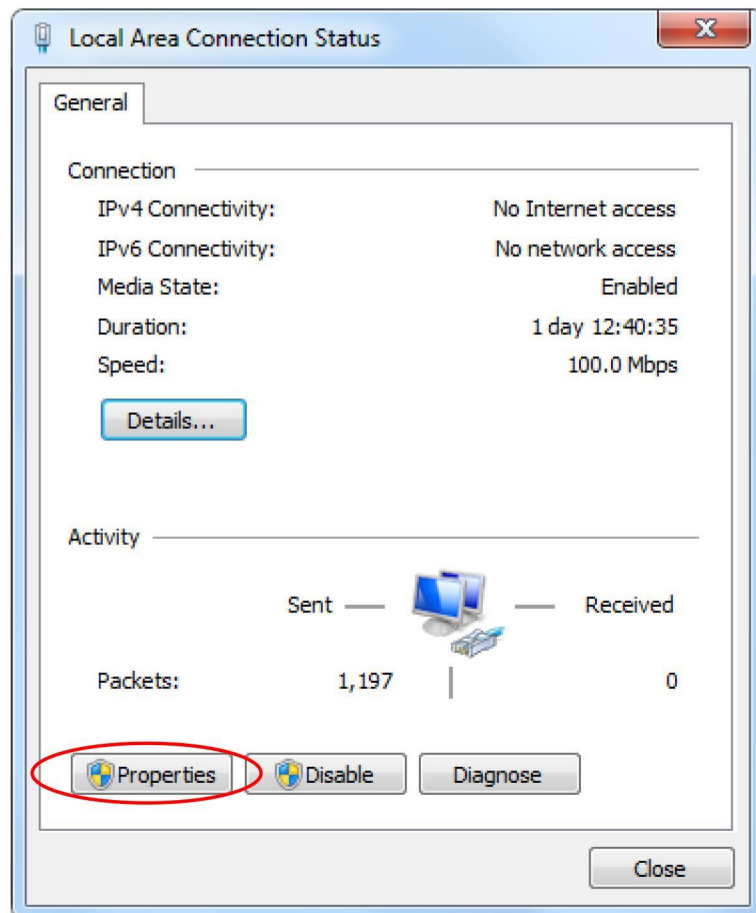 Local Area Connection Status
General
Connection
IPv4 Connectivity: No Internet access
IPv6 Connectivity: No network access
Media State: Enabled
Duration: 1 day 12:40:35
Speed: 100.0 Mbps
Details...
Activity
Sent Received
Packets: 1,197 0
Properties Disable Diagnose
Close